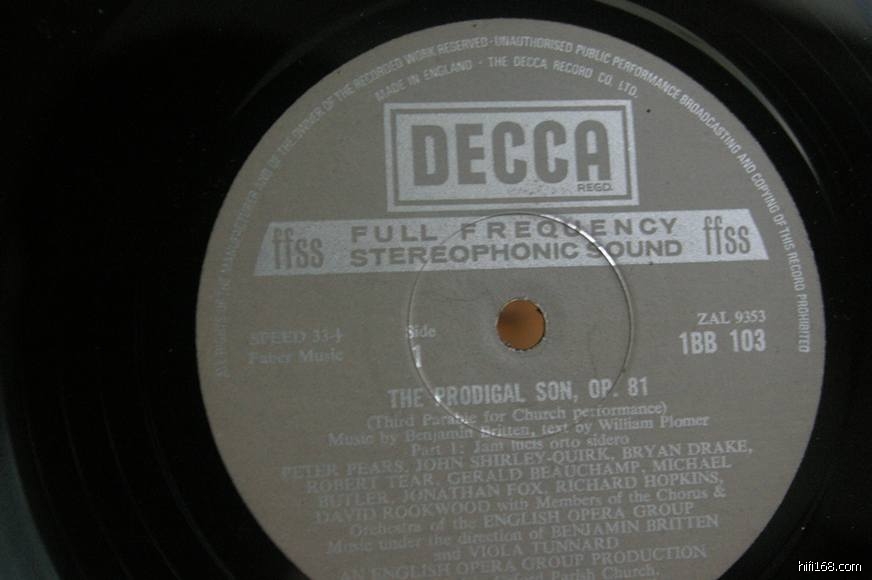 ALL RIGHTS OF THE MANUFACTURER AND OF THE OWNER OF THE RECORDED WORK RESERVED · UNAUTHORISED PUBLIC PERFORMANCE BROADCASTING AND COPYING OF THIS RECORD PROHIBITED
MADE IN ENGLAND · THE DECCA RECORD CO. LTD.
DECCA
REGD.
ffss FULL FREQUENCY STEREOPHONIC SOUND ffss
SPEED 33⅓
Faber Music
Side
1
ZAL 9353
1BB 103
THE PRODIGAL SON, OP. 81
(Third Parable for Church performance)
Music by Benjamin Britten, text by William Plomer
Part 1: Jam lucis orto sidero
PETER PEARS, JOHN SHIRLEY-QUIRK, BRYAN DRAKE,
ROBERT TEAR, GERALD BEAUCHAMP, MICHAEL
BUTLER, JONATHAN FOX, RICHARD HOPKINS,
DAVID ROOKWOOD with Members of the Chorus &
Orchestra of the ENGLISH OPERA GROUP
Music under the direction of BENJAMIN BRITTEN
and VIOLA TUNNARD
AN ENGLISH OPERA GROUP PRODUCTION
Parish Church.
hifi168.com